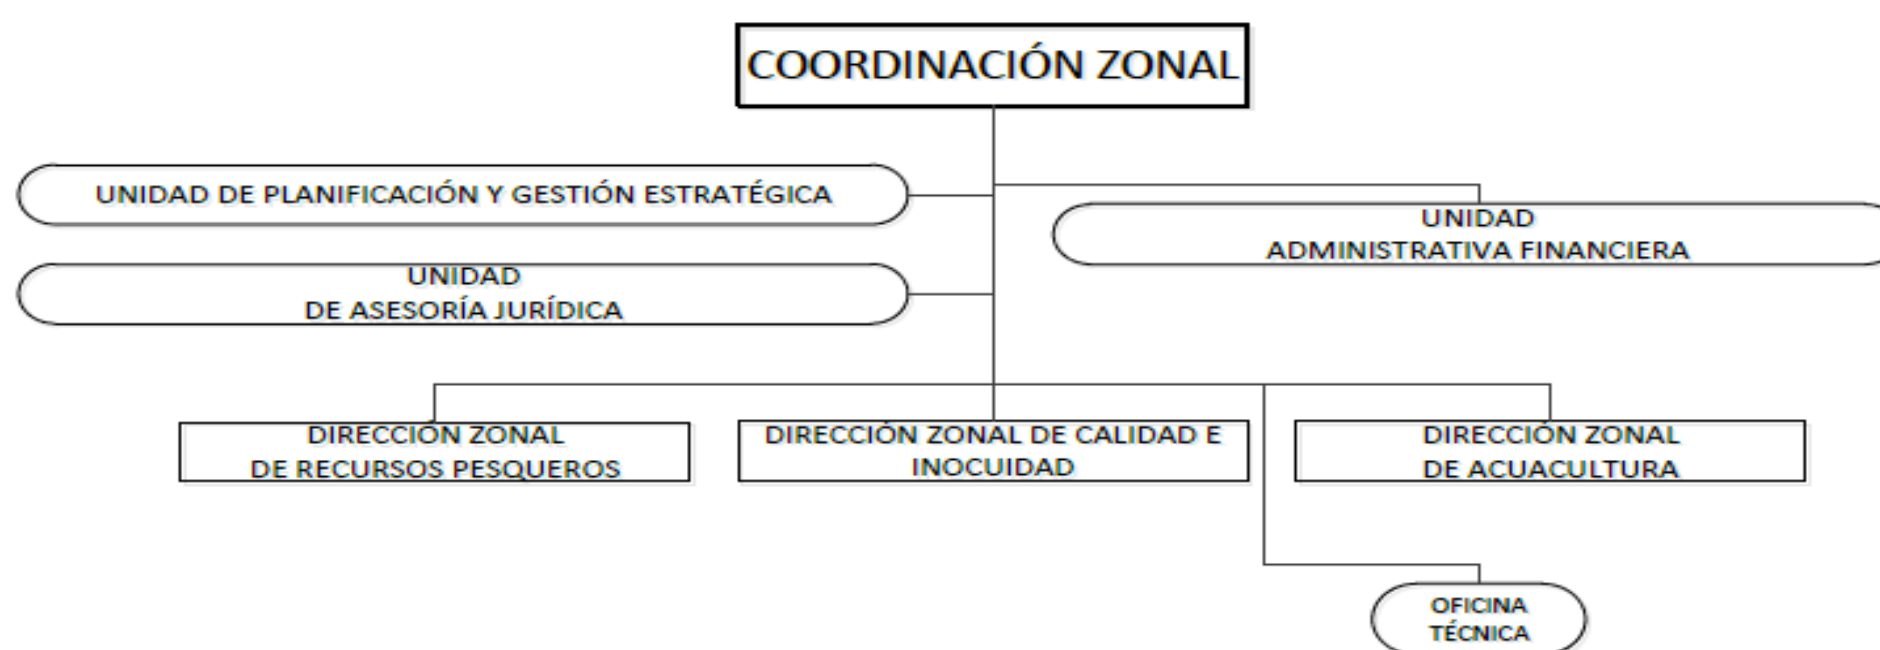 COORDINACIÓN ZONAL
UNIDAD DE PLANIFICACIÓN Y GESTIÓN ESTRATÉGICA
UNIDAD
ADMINISTRATIVA FINANCIERA
UNIDAD
DE ASESORÍA JURÍDICA
DIRECCIÓN ZONAL
DE RECURSOS PESQUEROS
DIRECCIÓN ZONAL DE CALIDAD E
INOCUIDAD
DIRECCIÓN ZONAL
DE ACUACULTURA
OFICINA
TÉCNICA